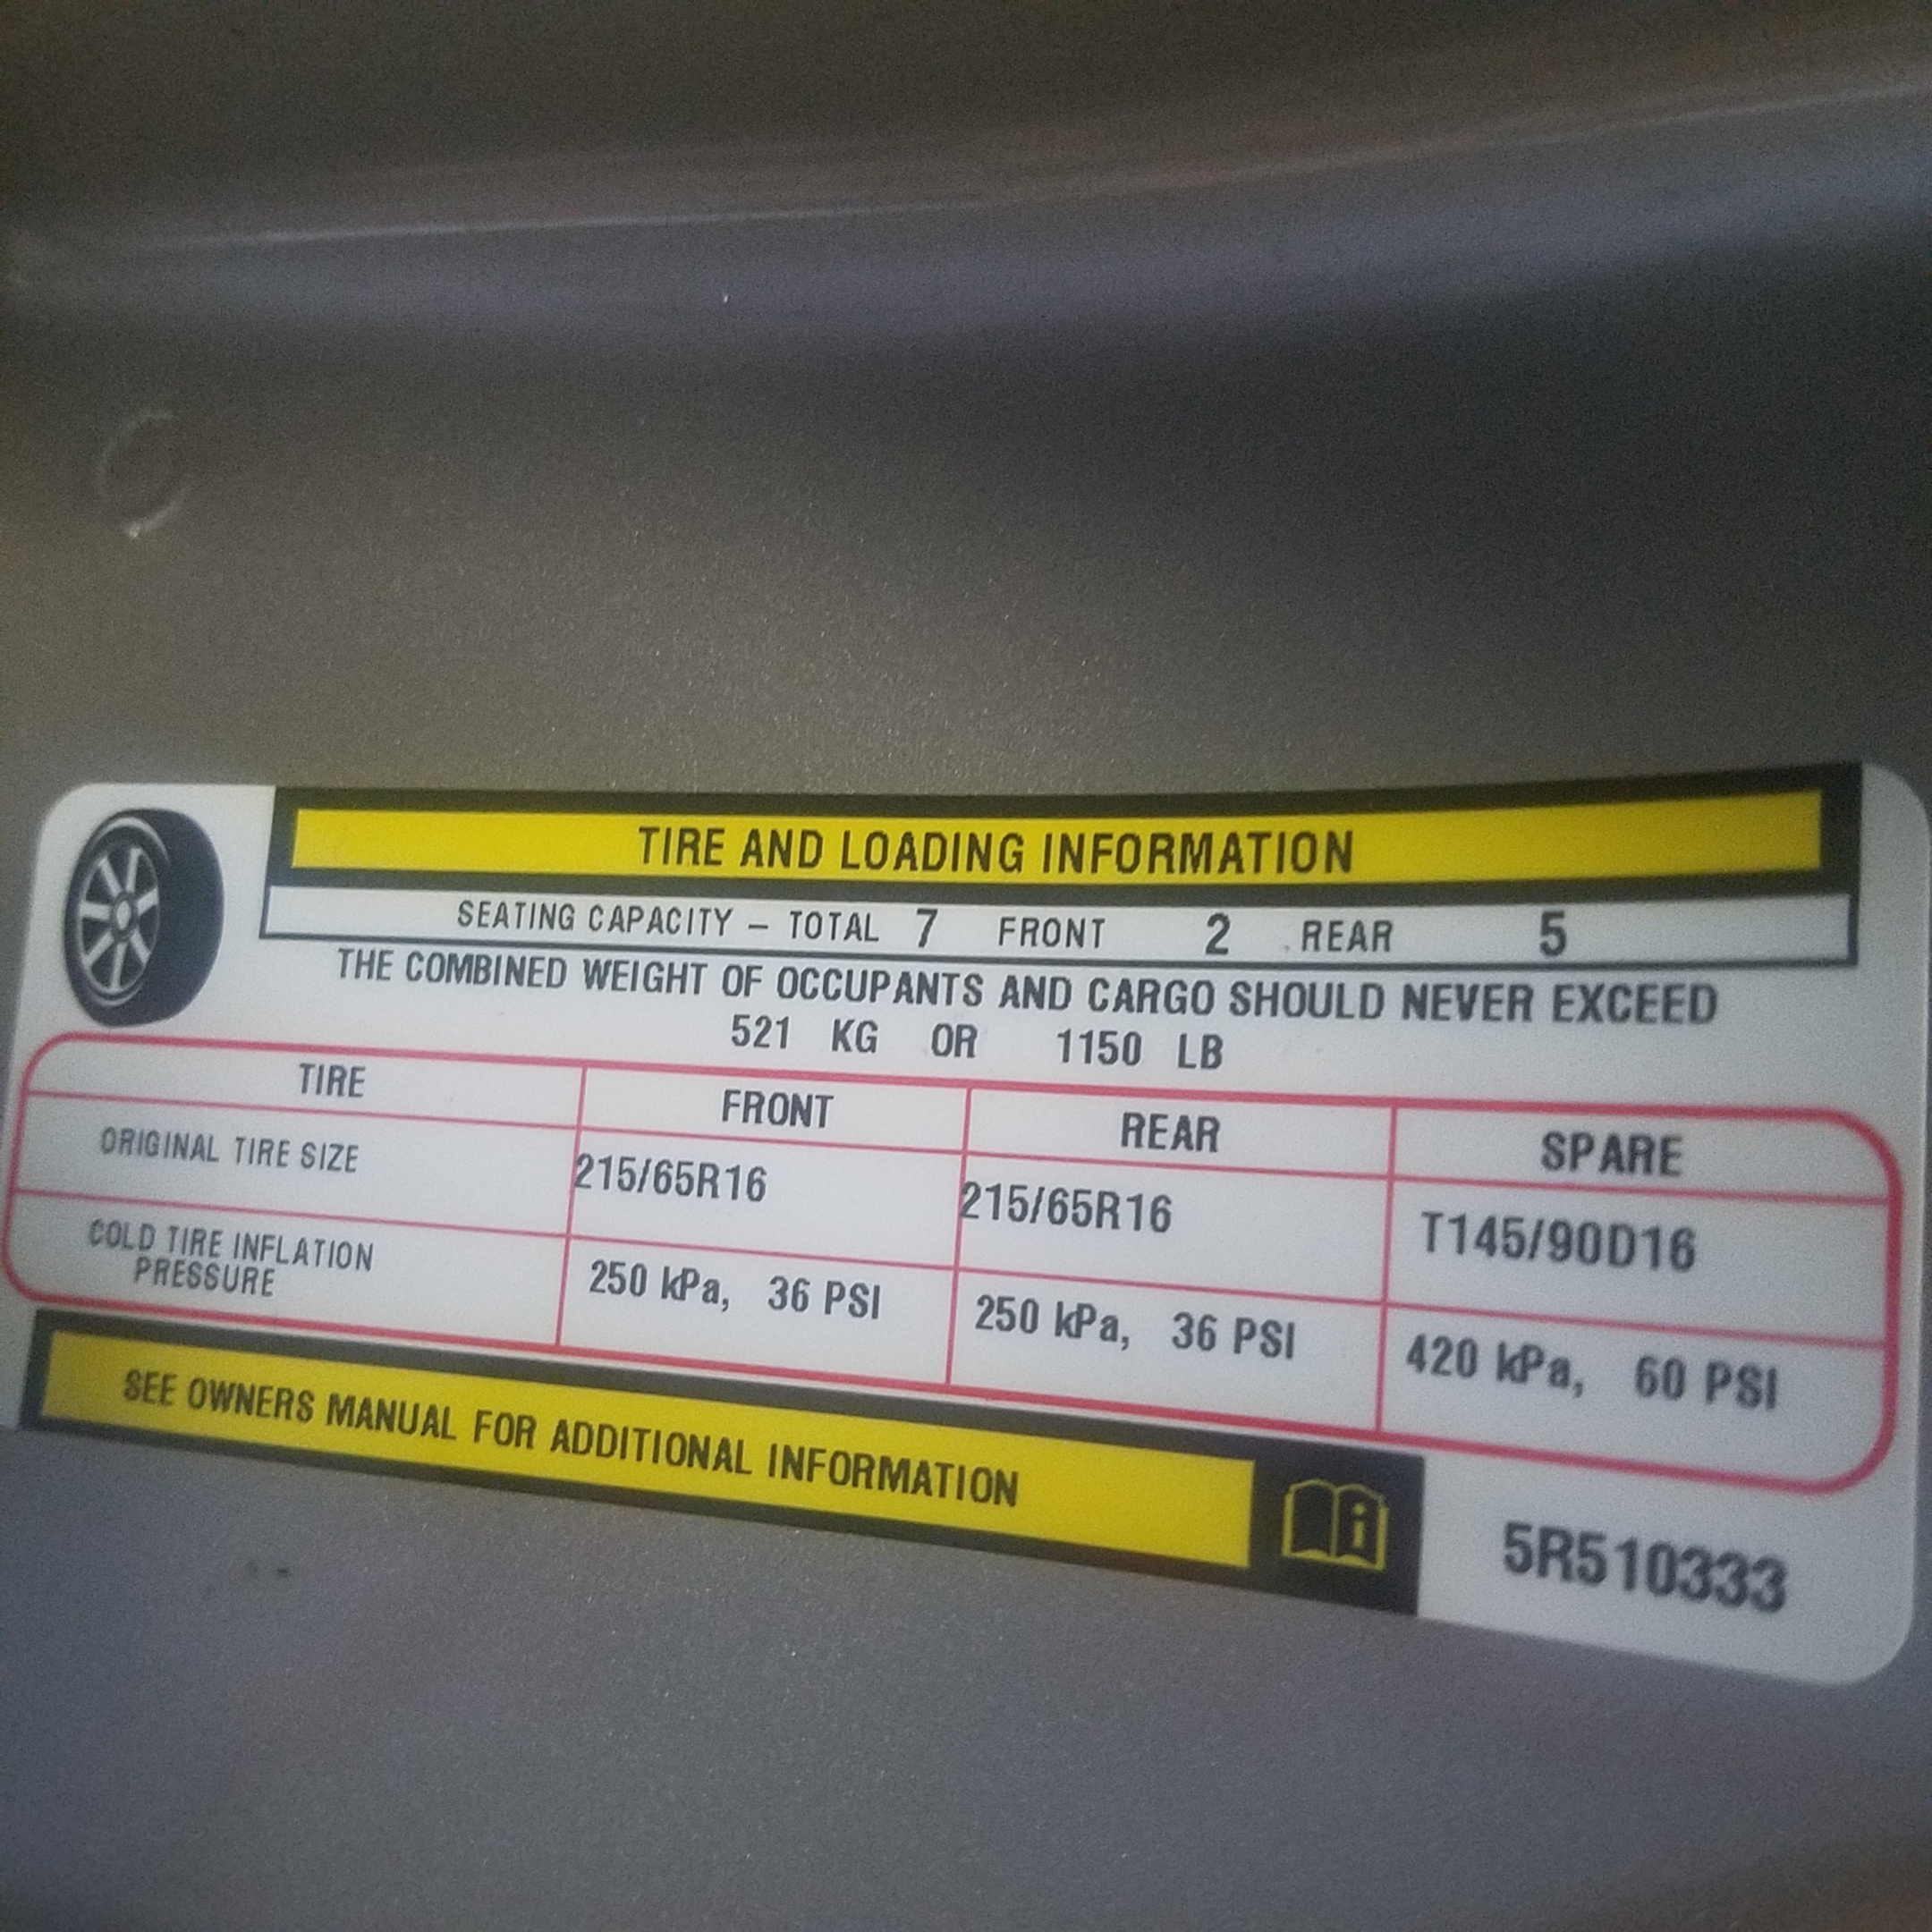 TIRE AND LOADING INFORMATION
SEATING CAPACITY – TOTAL 7 FRONT 2 REAR 5
THE COMBINED WEIGHT OF OCCUPANTS AND CARGO SHOULD NEVER EXCEED
521 KG OR 1150 LB
TIRE FRONT REAR SPARE
ORIGINAL TIRE SIZE 215/65R16 215/65R16 T145/90D16
COLD TIRE INFLATION
PRESSURE 250 kPa, 36 PSI 250 kPa, 36 PSI 420 kPa, 60 PSI
SEE OWNERS MANUAL FOR ADDITIONAL INFORMATION
5R510333